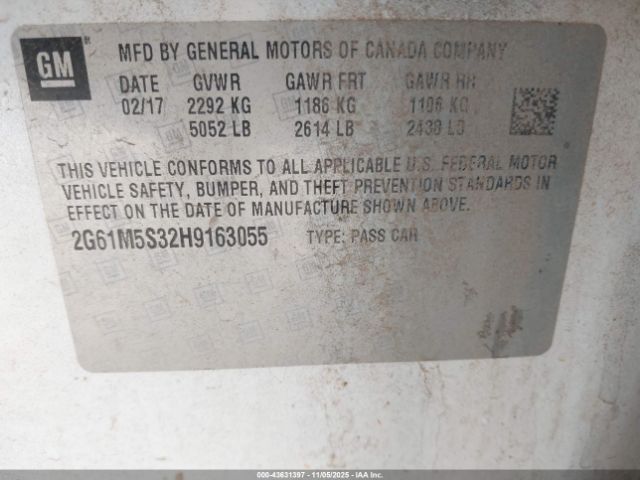 GM ® MFD BY GENERAL MOTORS OF CANADA COMPANY
DATE GVWR GAWR FRT GAWR RR
02/17 2292 KG 1186 KG 1106 KG
5052 LB 2614 LB 2438 LB
THIS VEHICLE CONFORMS TO ALL APPLICABLE U.S. FEDERAL MOTOR
VEHICLE SAFETY, BUMPER, AND THEFT PREVENTION STANDARDS IN
EFFECT ON THE DATE OF MANUFACTURE SHOWN ABOVE.
2G61M5S32H9163055 TYPE: PASS CAR
000-43631397 - 11/05/2025 - IAA Inc.